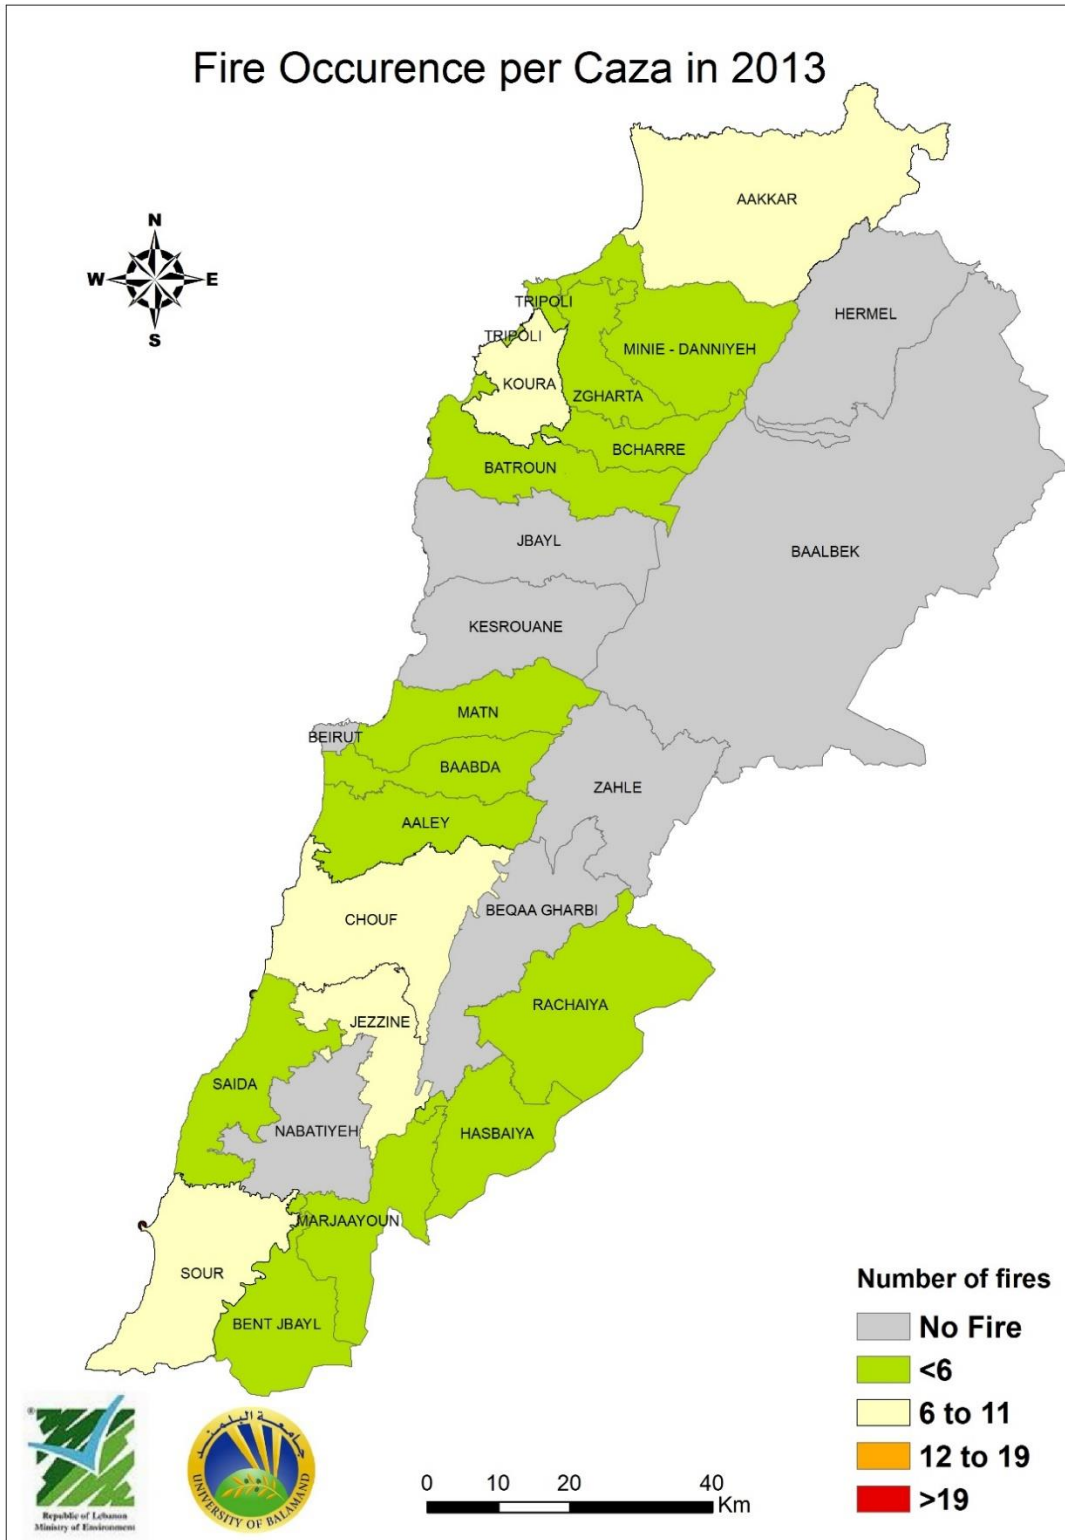 Fire Occurence per Caza in 2013
N
W E
S
AAKKAR
HERMEL
TRIPOLI
TRIPOLI
MINIE - DANNIYEH
KOURA
ZGHARTA
BCHARRE
BATROUN
JBAYL
BAALBEK
KESROUANE
MATN
BEIRUT
BAABDA
ZAHLE
AALEY
BEQAA GHARBI
CHOUF
RACHAIYA
JEZZINE
SAIDA
NABATIYEH
HASBAIYA
MARJAAYOUN
SOUR
BENT JBAYL
Number of fires
No Fire
<6
6 to 11
12 to 19
>19
®
Republic of Lebanon
Ministry of Environment
جامعة البلمند
UNIVERSITY OF BALAMAND
0 10 20 40
Km